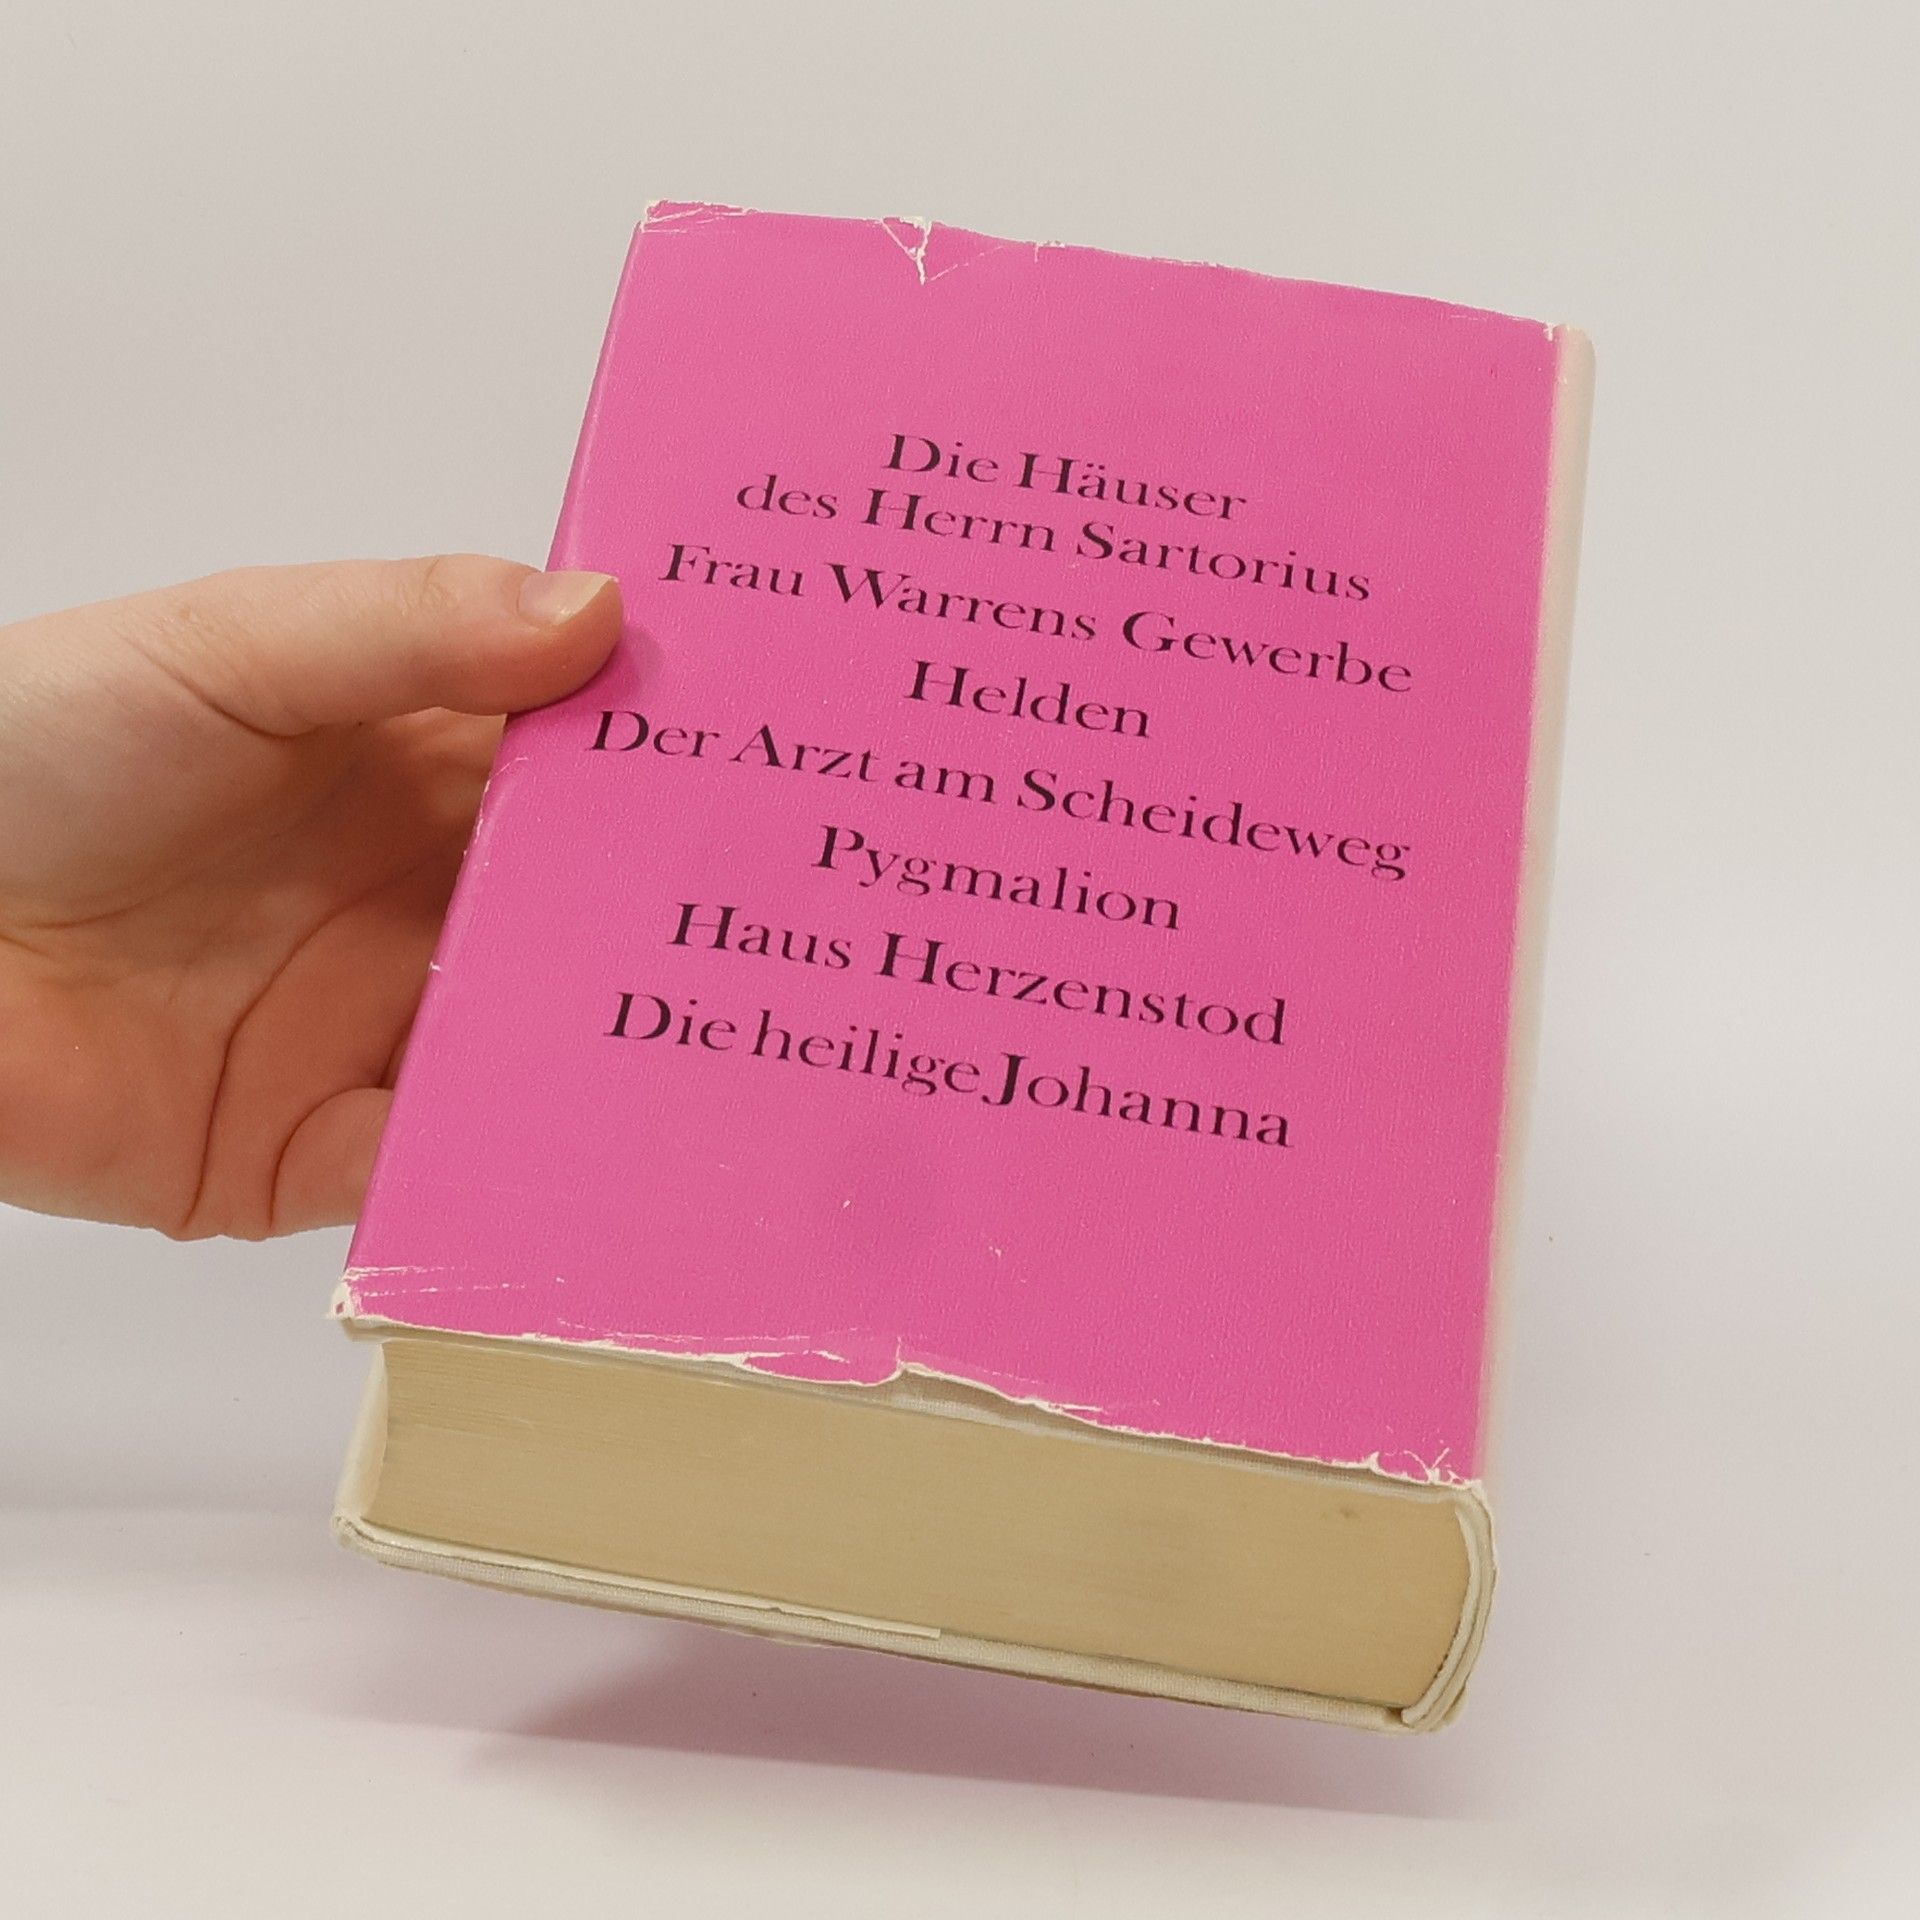 Die Häuser
des Herrn Sartorius
Frau Warrens Gewerbe
Helden
Der Arzt am Scheideweg
Pygmalion
Haus Herzenstod
Die heilige Johanna